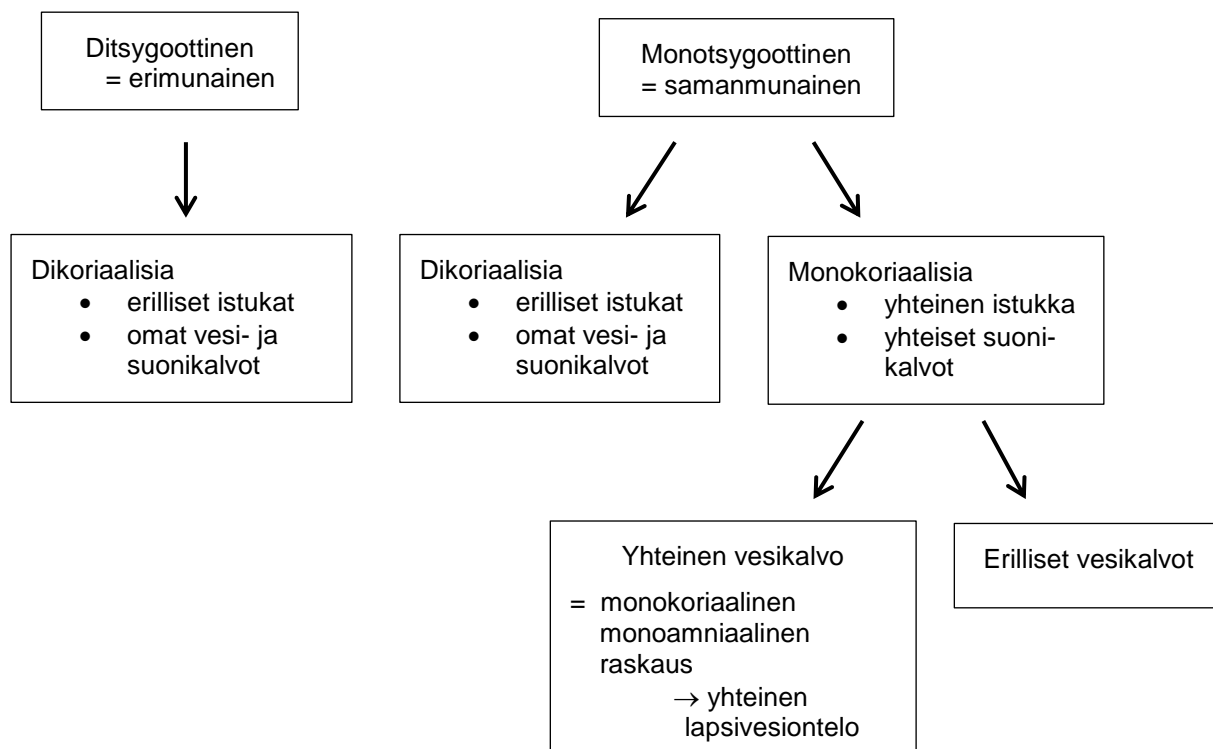 Ditsygoottinen
= erimunainen
Monotsygoottinen
= samanmunainen
Dikoriaalisia
• erilliset istukat
• omat vesi- ja
suonikalvot
Dikoriaalisia
• erilliset istukat
• omat vesi- ja
suonikalvot
Monokoriaalisia
• yhteinen istukka
• yhteiset suoni-
kalvot
Yhteinen vesikalvo
= monokoriaalinen
monoamniaalinen
raskaus
→ yhteinen
lapsivesiontelo
Erilliset vesikalvot